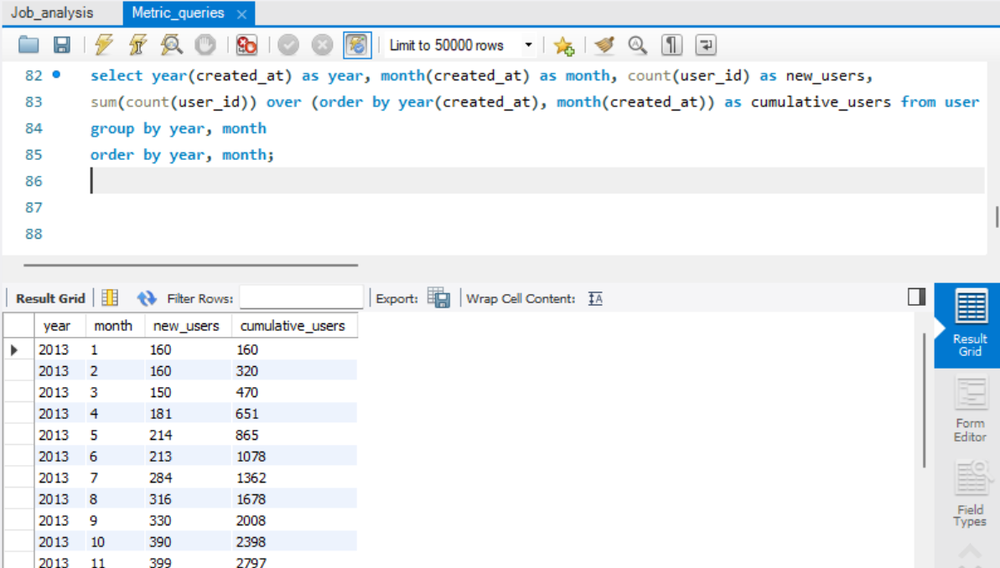 Job_analysis Metric_queries
Limit to 50000 rows
82 select year(created_at) as year, month(created_at) as month, count(user_id) as new_users,
83 sum(count(user_id)) over (order by year(created_at), month(created_at)) as cumulative_users from user
84 group by year, month
85 order by year, month;
86
87
88
Result Grid Filter Rows: Export: Wrap Cell Content:
year month new_users cumulative_users
2013 1 160 160
2013 2 160 320
2013 3 150 470
2013 4 181 651
2013 5 214 865
2013 6 213 1078
2013 7 284 1362
2013 8 316 1678
2013 9 330 2008
2013 10 390 2398
2013 11 399 2797
Result
Grid
Form
Editor
Field
Types